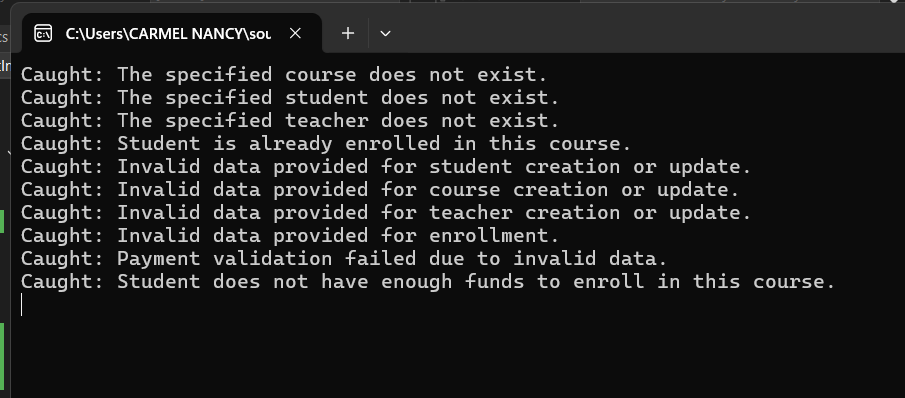 C:\Users\CARMEL NANCY\sou
Caught: The specified course does not exist.
Caught: The specified student does not exist.
Caught: The specified teacher does not exist.
Caught: Student is already enrolled in this course.
Caught: Invalid data provided for student creation or update.
Caught: Invalid data provided for course creation or update.
Caught: Invalid data provided for teacher creation or update.
Caught: Invalid data provided for enrollment.
Caught: Payment validation failed due to invalid data.
Caught: Student does not have enough funds to enroll in this course.